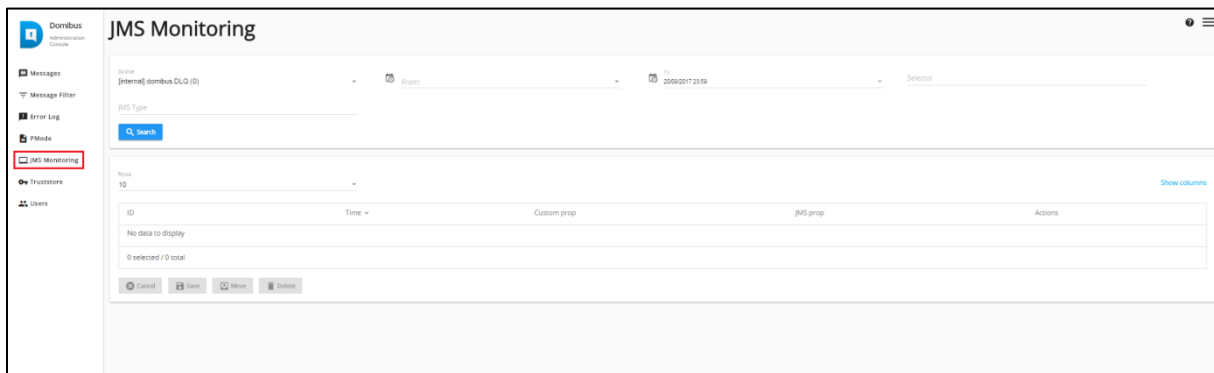 Domibus
Administration
Console
JMS Monitoring
Messages
Message Filter
Error Log
PMode
JMS Monitoring
Truststore
Users
Source
[internal] domibus DLQ (0)
From:
To:
20/09/2017 23:59
Selector
JMS Type
Search
Rows
10
Show columns
ID Time Custom prop JMS prop Actions
No data to display
0 selected / 0 total
Cancel Save Move Delete